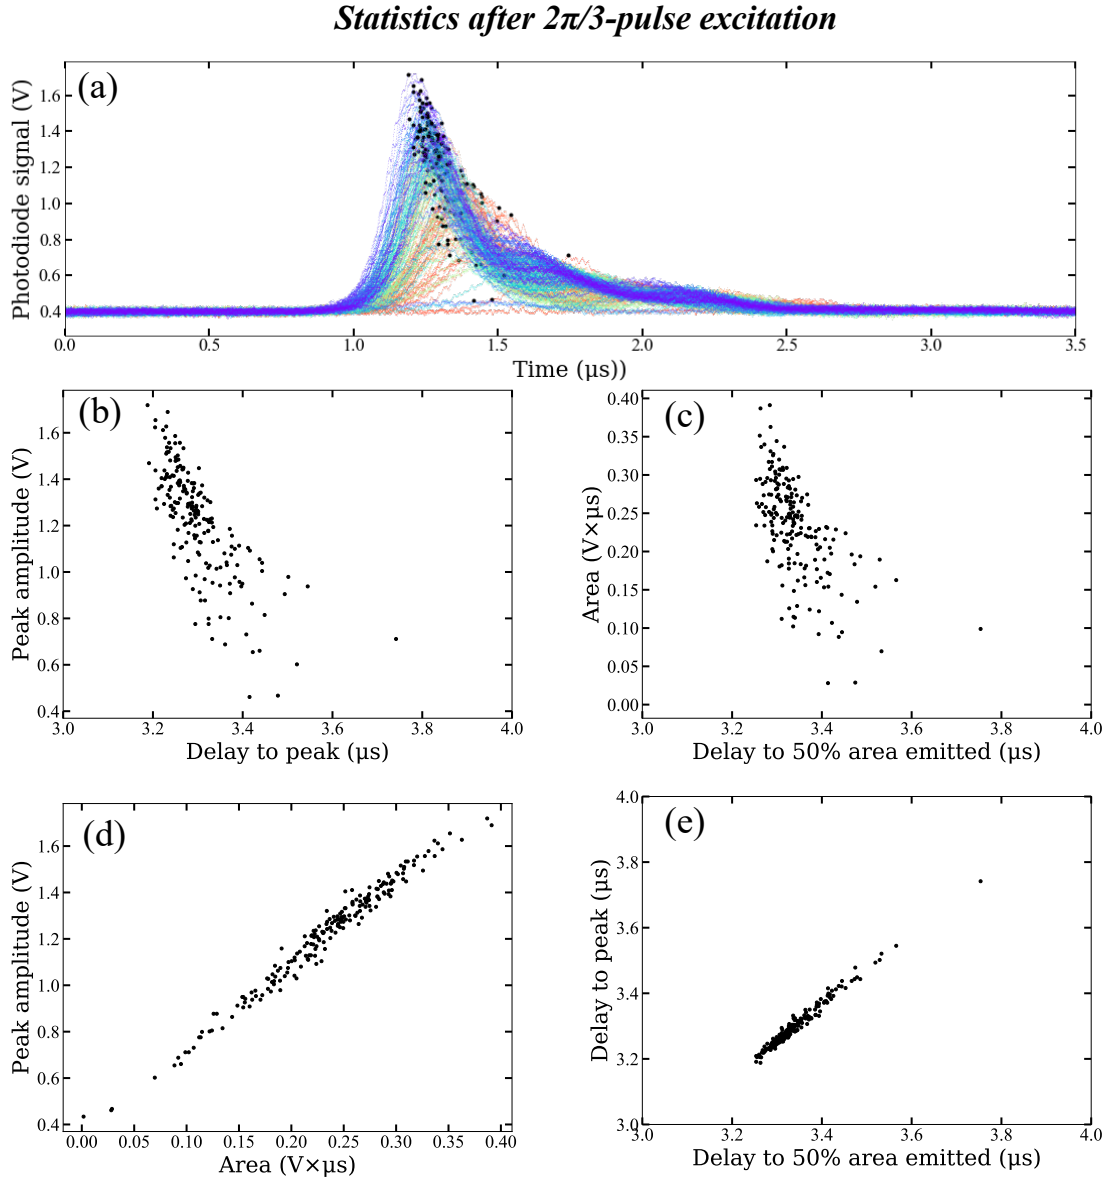 Statistics after 2π/3-pulse excitation
(a)
Photodiode signal (V)
1.6
1.4
1.2
1.0
0.8
0.6
0.4
0.0 0.5 1.0 1.5 2.0 2.5 3.0 3.5
Time (μs))
(b)
Peak amplitude (V)
1.6
1.4
1.2
1.0
0.8
0.6
0.4
3.0 3.2 3.4 3.6 3.8 4.0
Delay to peak (μs)
(c)
Area (V×μs)
0.40
0.35
0.30
0.25
0.20
0.15
0.10
0.05
0.00
3.0 3.2 3.4 3.6 3.8 4.0
Delay to 50% area emitted (μs)
(d)
Peak amplitude (V)
1.6
1.4
1.2
1.0
0.8
0.6
0.4
0.00 0.05 0.10 0.15 0.20 0.25 0.30 0.35 0.40
Area (V×μs)
(e)
Delay to peak (μs)
4.0
3.8
3.6
3.4
3.2
3.0
3.0 3.2 3.4 3.6 3.8 4.0
Delay to 50% area emitted (μs)